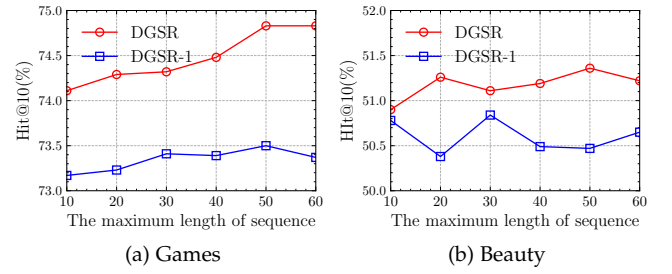 75.0
74.5
74.0
73.5
73.0
Hit@10(%)
DGSR
DGSR-1
10 20 30 40 50 60
The maximum length of sequence
(a) Games
52.0
51.5
51.0
50.5
50.0
HIt@10(%)
DGSR
DGSR-1
10 20 30 40 50 60
The maximum length of sequence
(b) Beauty